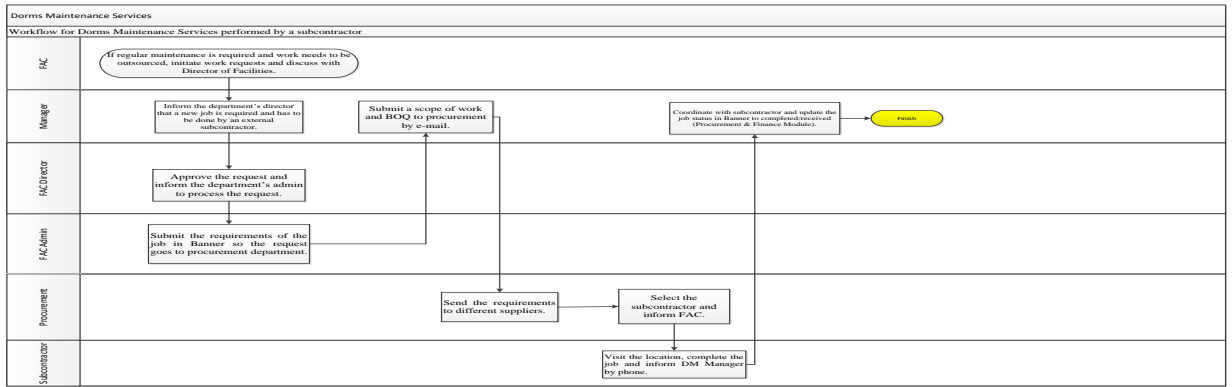 Dorms Maintenance Services
Workflow for Dorms Maintenance Services performed by a subcontractor
FAC
If regular maintenance is required and work needs to be
outsourced, initiate work requests and discuss with
Director of Facilities.
Manager
Inform the department's director
that a new job is required and has
to be done by an external
subcontractor.
Submit a scope of work
and BOQ to procurement
by e-mail.
Coordinate with subcontractor and update the
job status in Banner to completed/received
(Procurement & Finance Module).
Finish
FAC Director
Approve the request and
inform the department's admin
to process the request.
FAC Admin
Submit the requirements of the
job in Banner so the request
goes to procurement department.
Procurement
Send the requirements
to different suppliers.
Select the
subcontractor and
inform FAC.
Subcontractor
Visit the location, complete the
job and inform DM Manager
by phone.